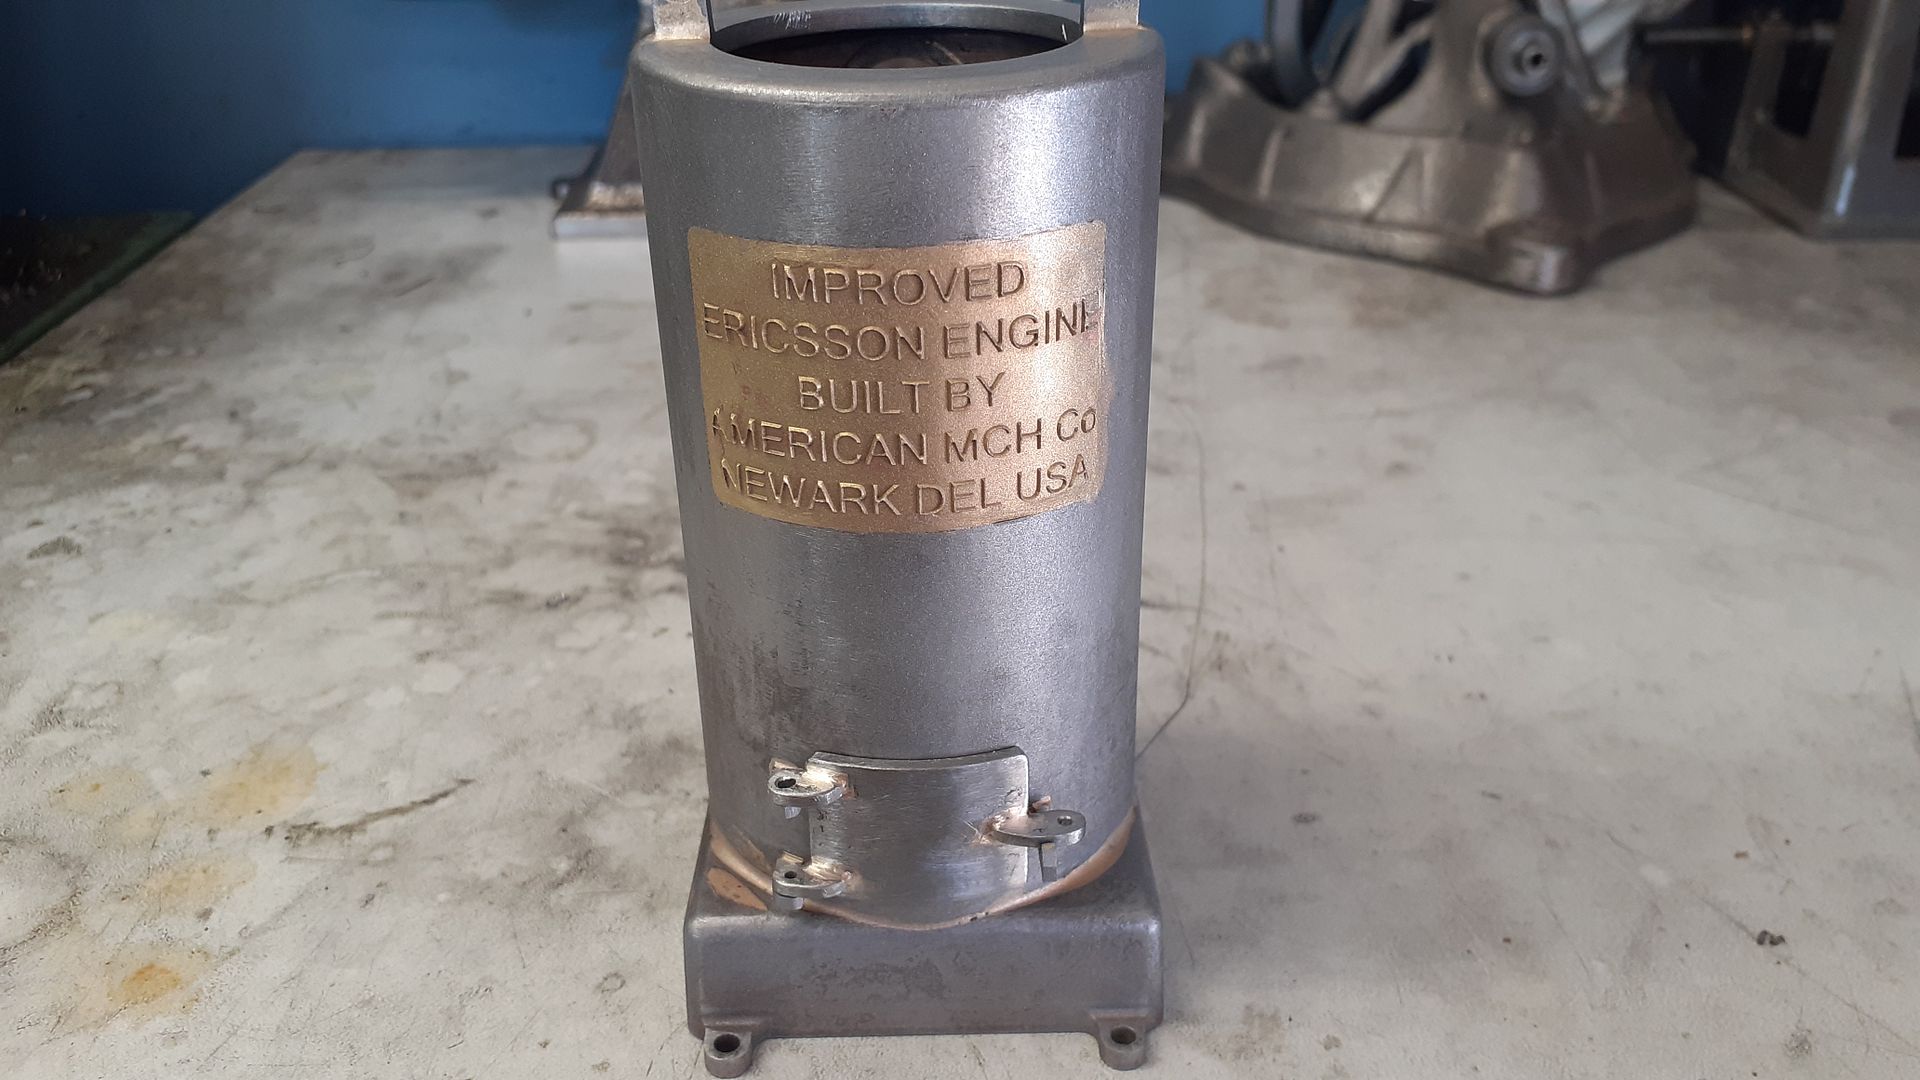 IMPROVED
ERICSSON ENGINE
BUILT BY
AMERICAN MCH Co
NEWARK DEL USA